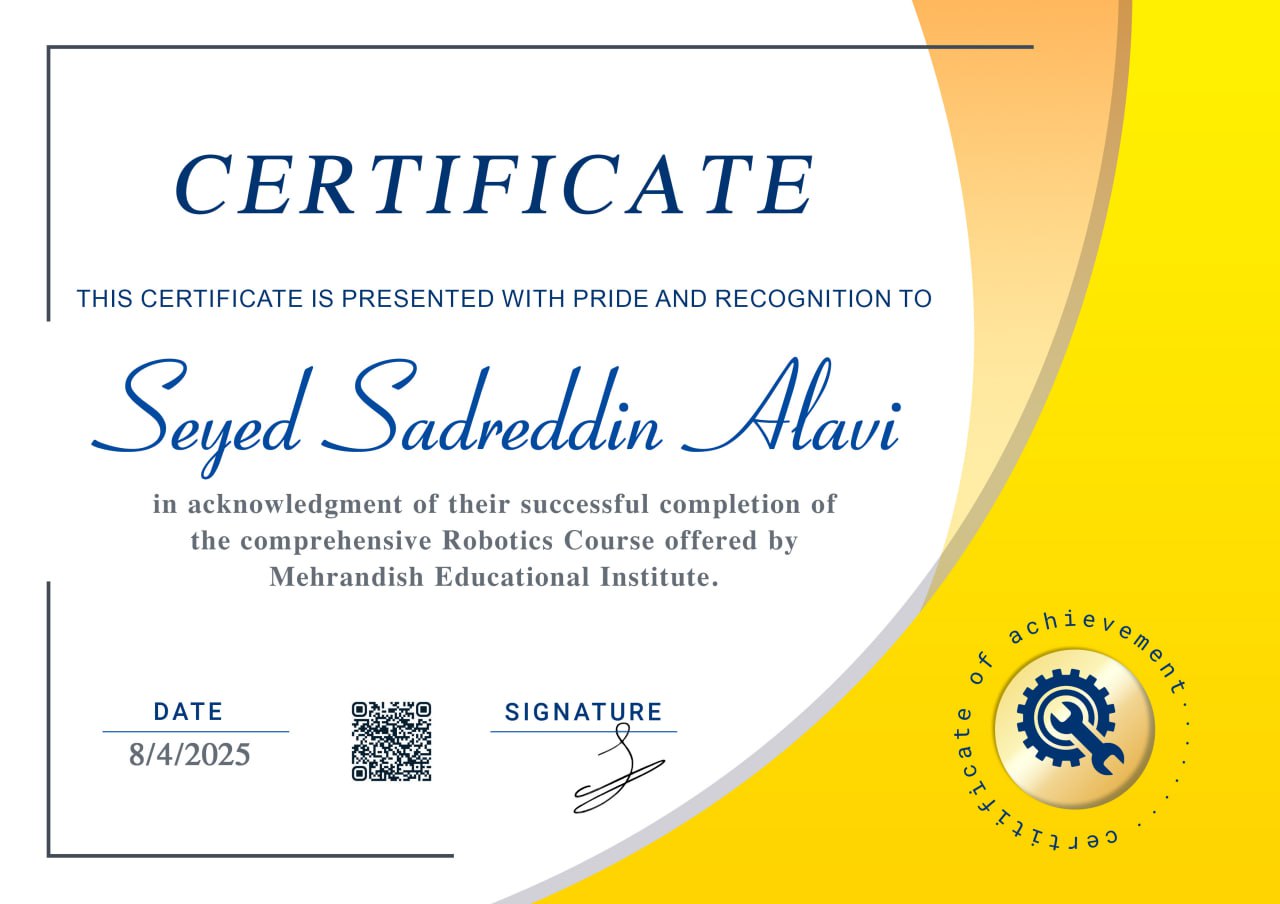 CERTIFICATE
THIS CERTIFICATE IS PRESENTED WITH PRIDE AND RECOGNITION TO
Seyed Sadreddin Alavi
in acknowledgment of their successful completion of
the comprehensive Robotics Course offered by
Mehrandish Educational Institute.
DATE
8/4/2025
SIGNATURE
certificate of achievement.........